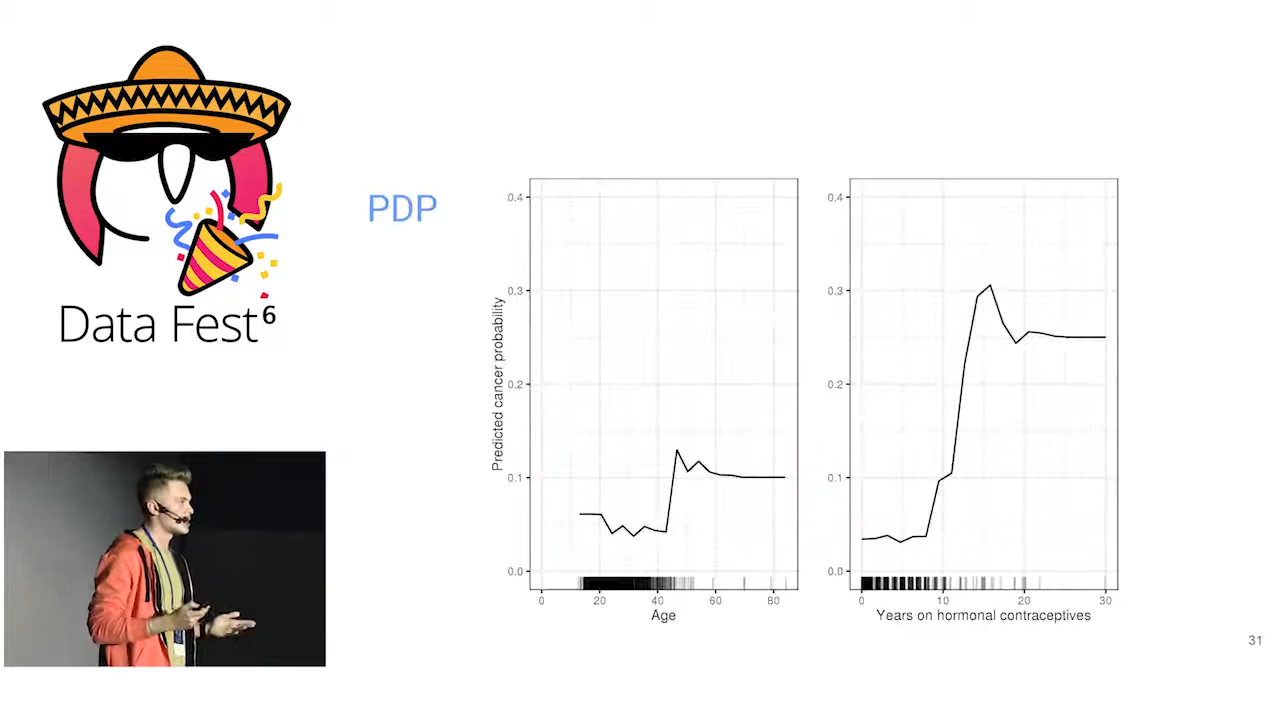 Data Fest⁶
PDP
Predicted cancer probability
0.4
0.3
0.2
0.1
0.0
0 20 40 60 80
Age
0.4
0.3
0.2
0.1
0.0
0 10 20 30
Years on hormonal contraceptives
31